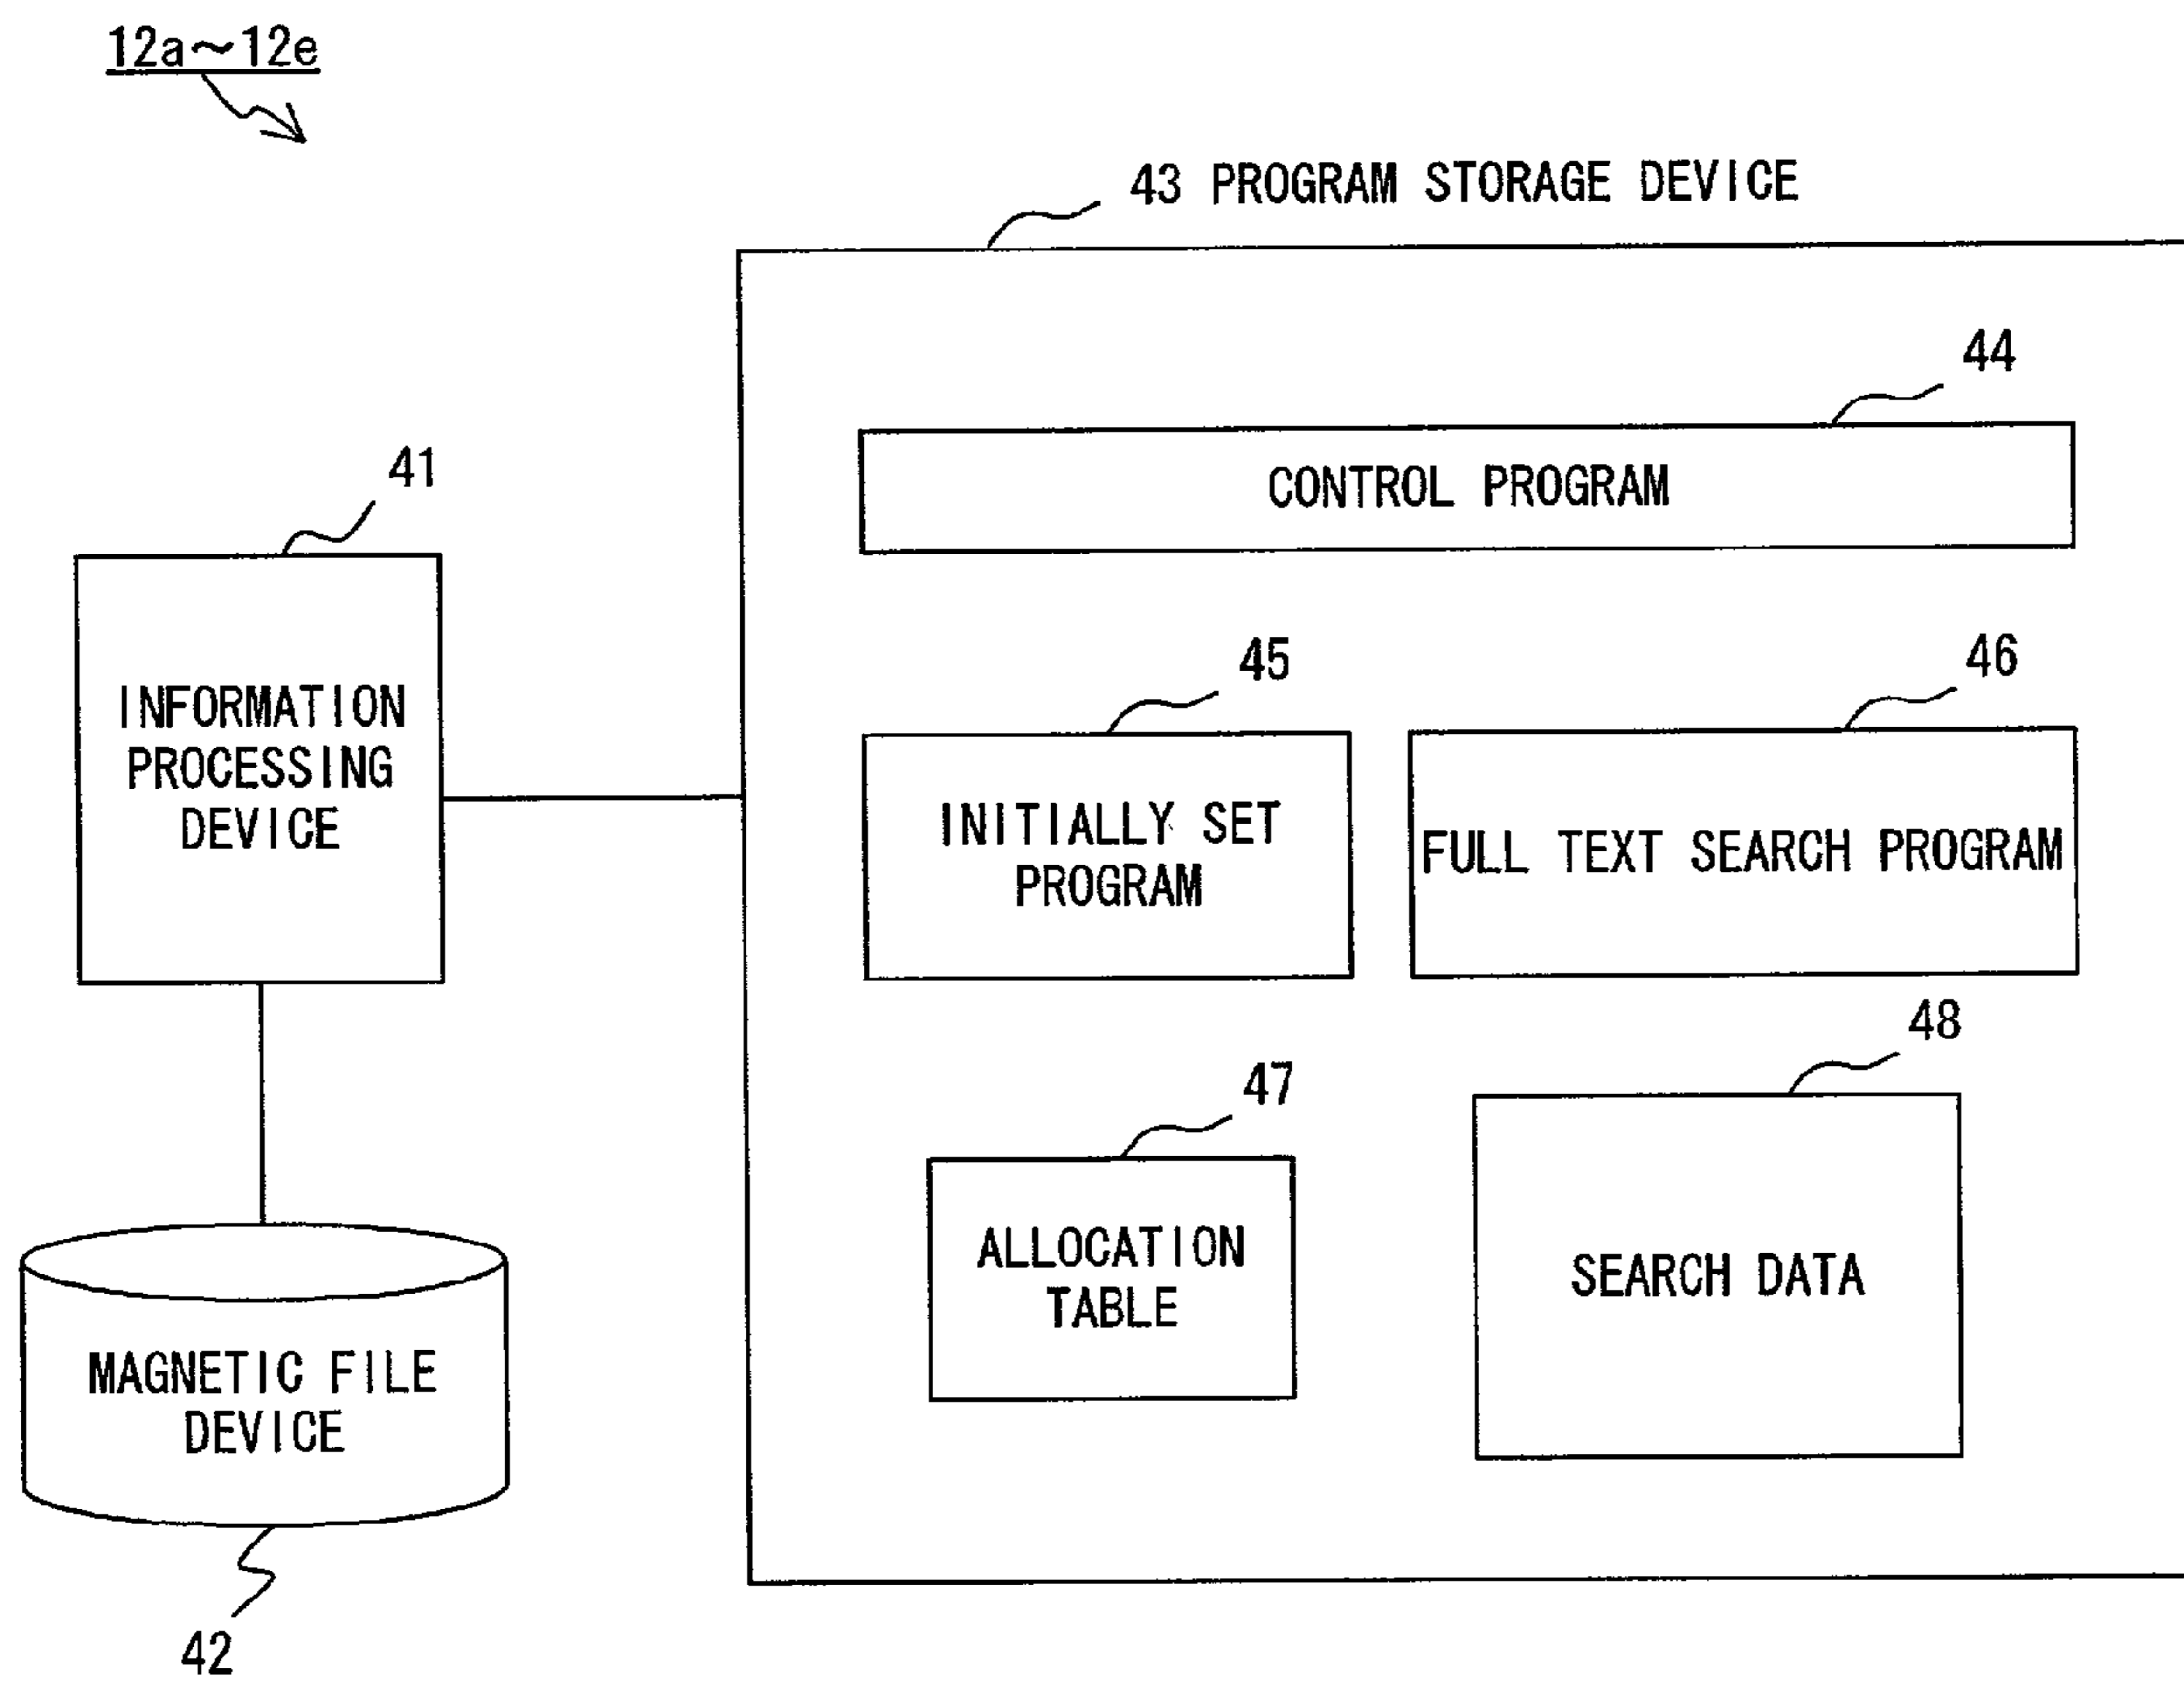 12a~12e
43 PROGRAM STORAGE DEVICE
44
CONTROL PROGRAM
41
INFORMATION
PROCESSING
DEVICE
45
INITIALLY SET
PROGRAM
46
FULL TEXT SEARCH PROGRAM
47
ALLOCATION
TABLE
48
SEARCH DATA
MAGNETIC FILE
DEVICE
42